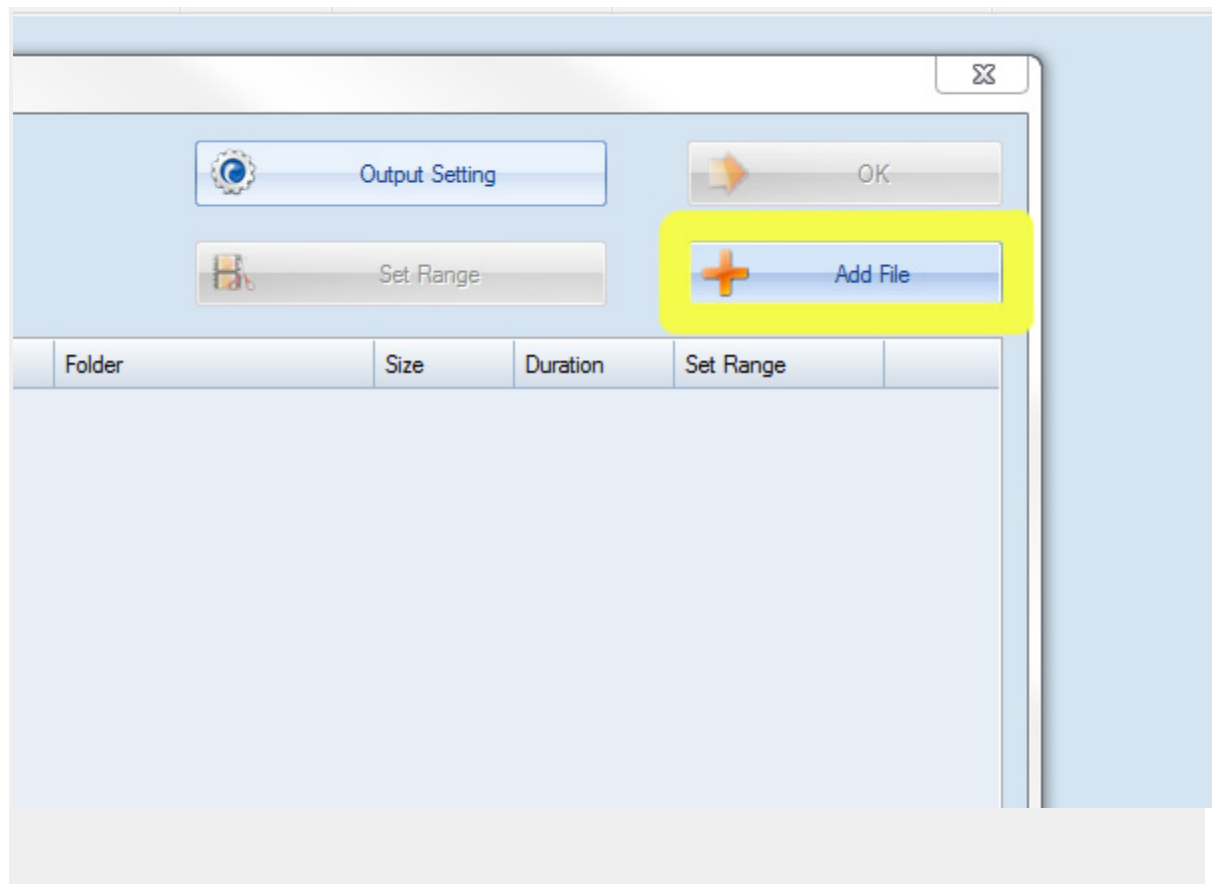 Output Setting
OK
Set Range
Add File
Folder
Size
Duration
Set Range